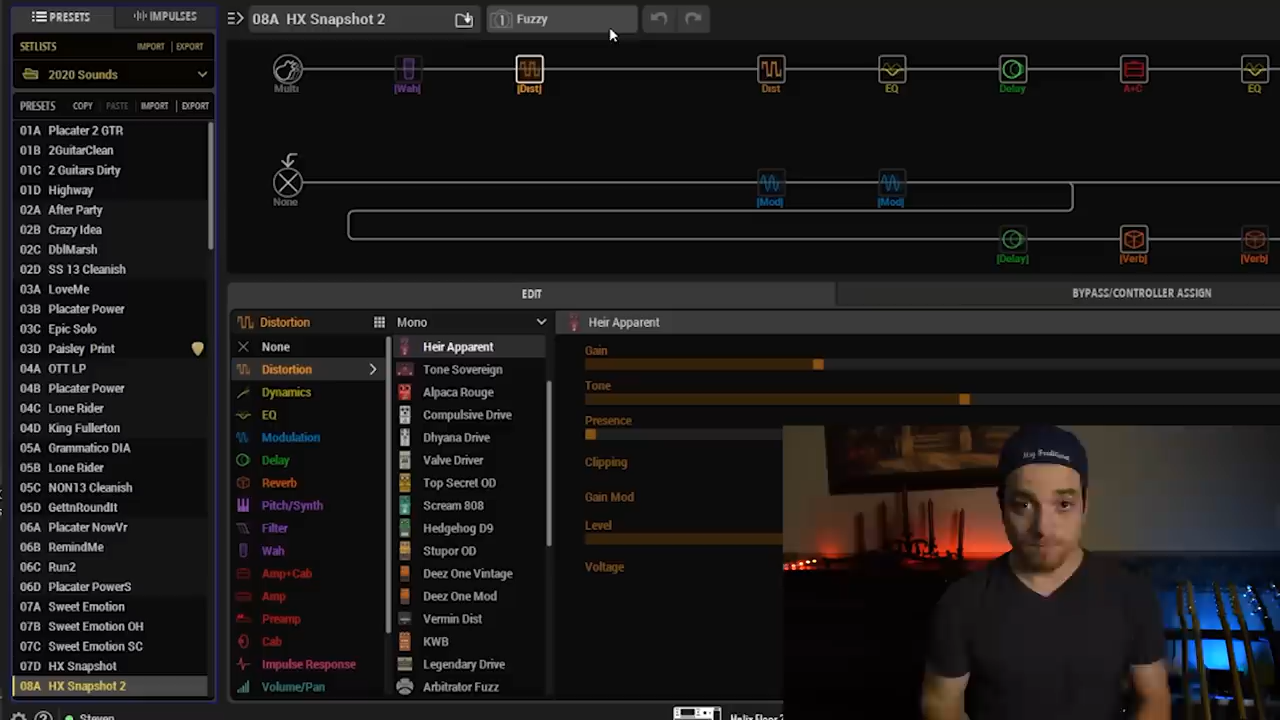 PRESETS
IMPULSES
08A HX Snapshot 2
1 Fuzzy
SETLISTS IMPORT | EXPORT
2020 Sounds
PRESETS COPY PASTE IMPORT EXPORT
01A Placater 2 GTR
01B 2GuitarClean
01C 2 Guitars Dirty
01D Highway
02A After Party
02B Crazy Idea
02C DblMarsh
02D SS 13 Cleanish
03A LoveMe
03B Placater Power
03C Epic Solo
03D Paisley Print
04A OTT LP
04B Placater Power
04C Lone Rider
04D King Fullerton
05A Grammatico DIA
05B Lone Rider
05C NON13 Cleanish
05D GettnRoundIt
06A Placater NowVr
06B RemindMe
06C Run2
06D Placater PowerS
07A Sweet Emotion
07B Sweet Emotion OH
07C Sweet Emotion SC
07D HX Snapshot
08A HX Snapshot 2
Steven
Multi
[Wah]
[Dist]
Dist
EQ
Delay
A+C
EQ
None
[Mod]
[Mod]
[Delay]
[Verb]
[Verb]
EDIT
BYPASS/CONTROLLER ASSIGN
Distortion
None
Distortion
Dynamics
EQ
Modulation
Delay
Reverb
Pitch/Synth
Filter
Wah
Amp+Cab
Amp
Preamp
Cab
Impulse Response
Volume/Pan
Mono
Heir Apparent
Tone Sovereign
Alpaca Rouge
Compulsive Drive
Dhyana Drive
Valve Driver
Top Secret OD
Scream 808
Hedgehog D9
Stupor OD
Deez One Vintage
Deez One Mod
Vermin Dist
KWB
Legendary Drive
Arbitrator Fuzz
Heir Apparent
Gain
Tone
Presence
Clipping
Gain Mod
Level
Voltage
Helix Floor